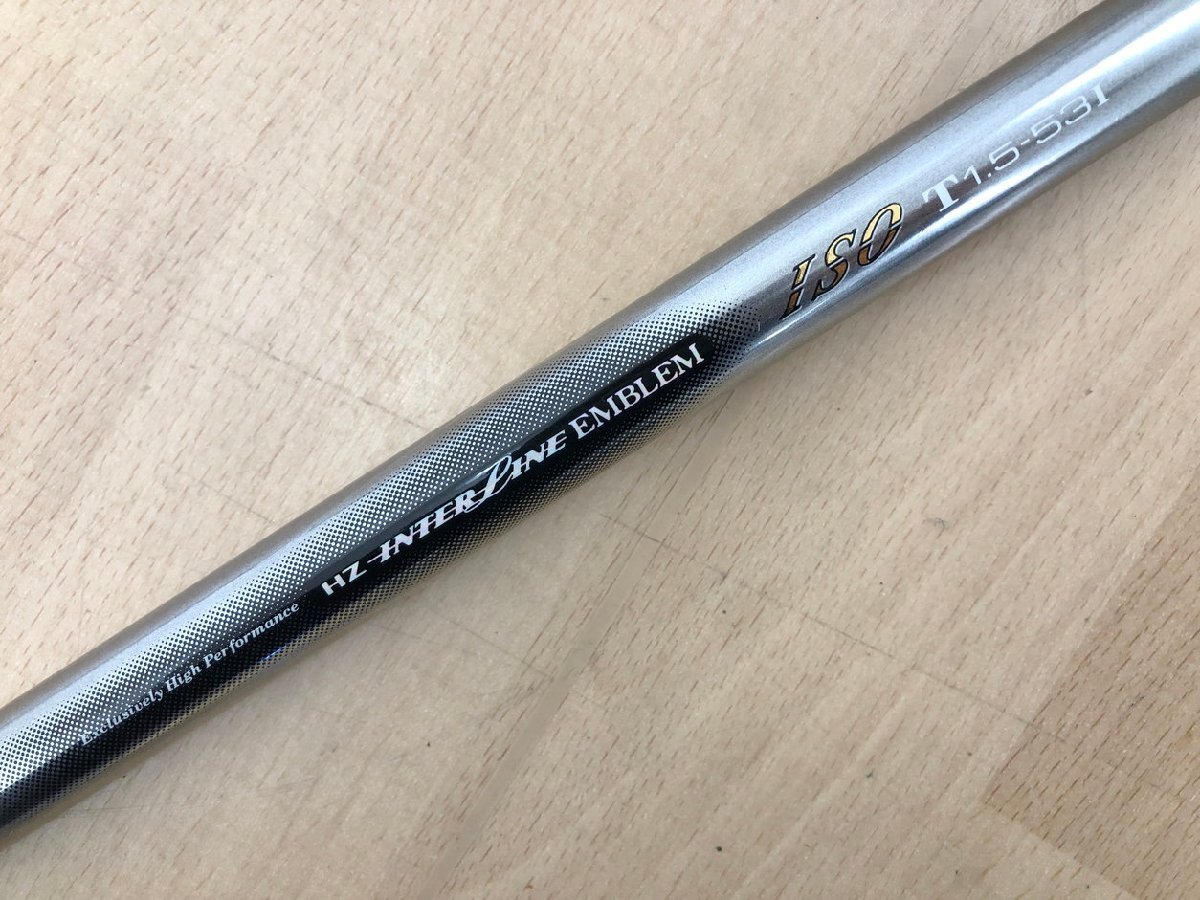 Exclusively High Performance
HZ-INTERLINE EMBLEM
ISO T1.5-53I